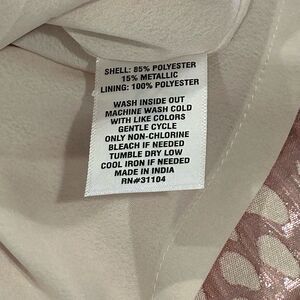 SHELL: 85% POLYESTER
15% METALLIC
LINING: 100% POLYESTER
WASH INSIDE OUT
MACHINE WASH COLD
WITH LIKE COLORS
GENTLE CYCLE
ONLY NON-CHLORINE
BLEACH IF NEEDED
TUMBLE DRY LOW
COOL IRON IF NEEDED
MADE IN INDIA
RN#31104